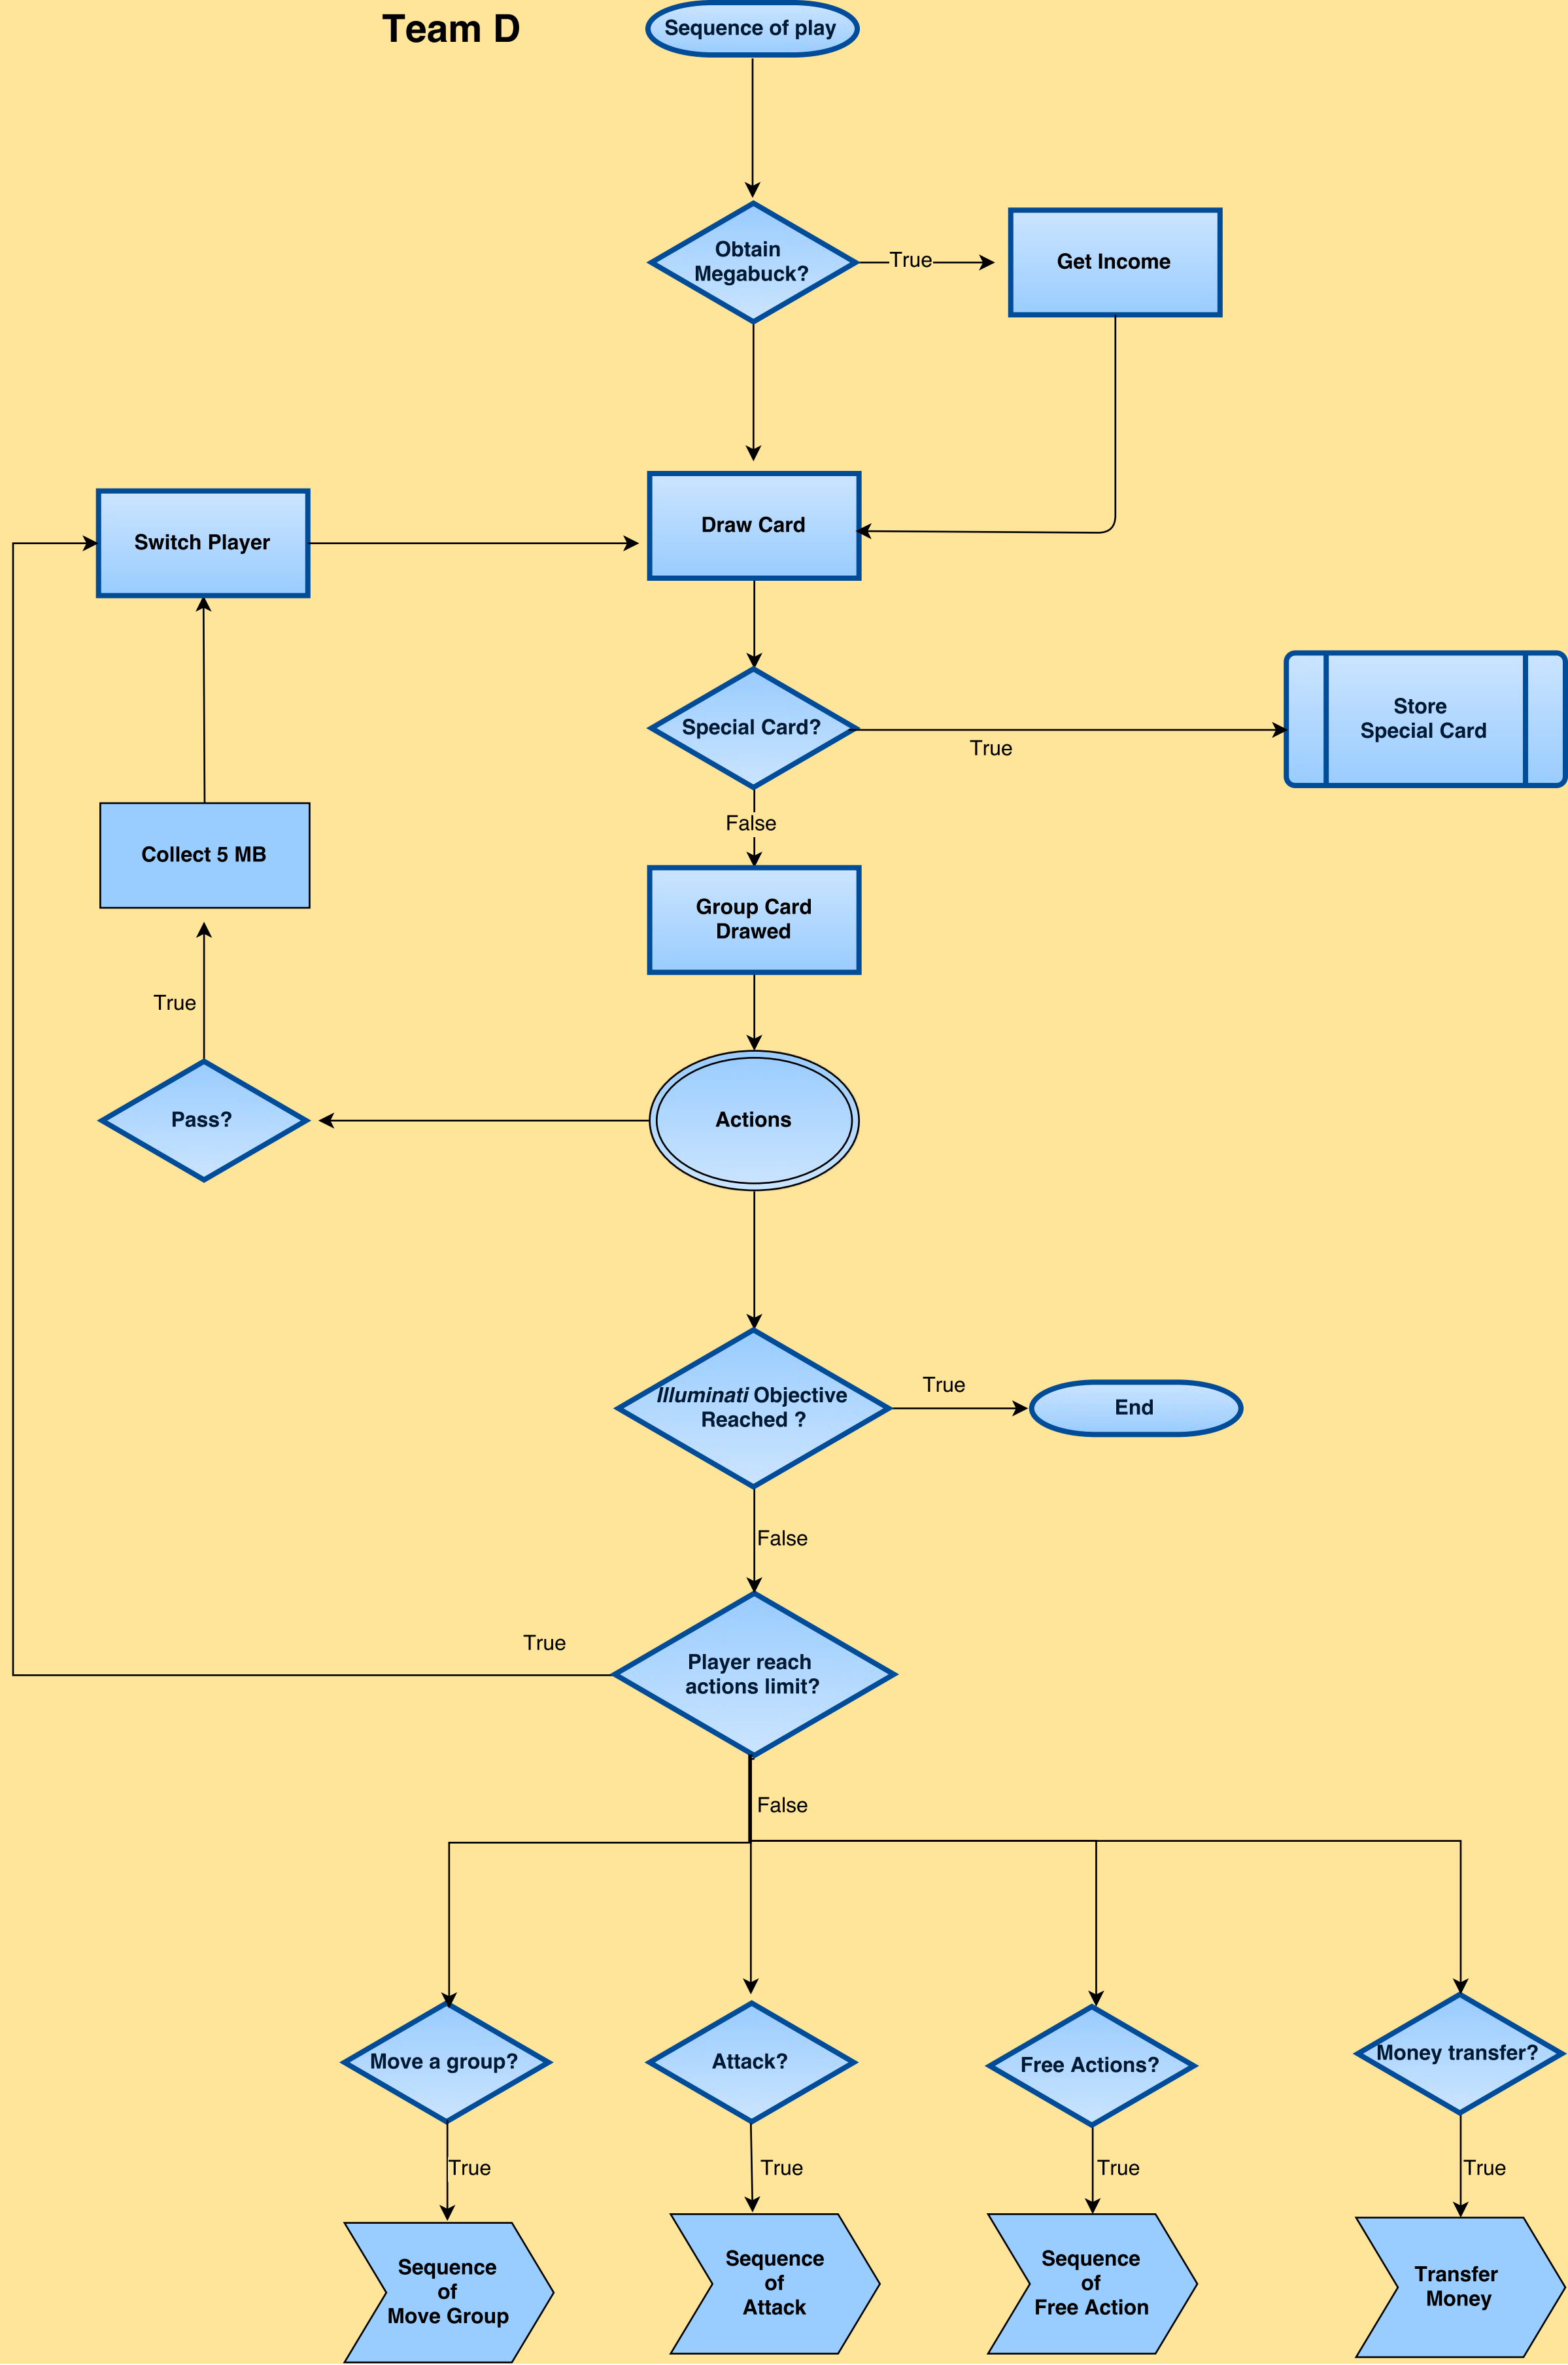 Team D
Sequence of play
Obtain
Megabuck?
True
Get Income
Draw Card
Switch Player
Special Card?
True
Store
Special Card
False
Collect 5 MB
Group Card
Drawed
True
Pass?
Actions
Illuminati Objective
Reached ?
True
End
False
True
Player reach
actions limit?
False
Move a group?
Attack?
Free Actions?
Money transfer?
True
True
True
True
Sequence
of
Move Group
Sequence
of
Attack
Sequence
of
Free Action
Transfer
Money